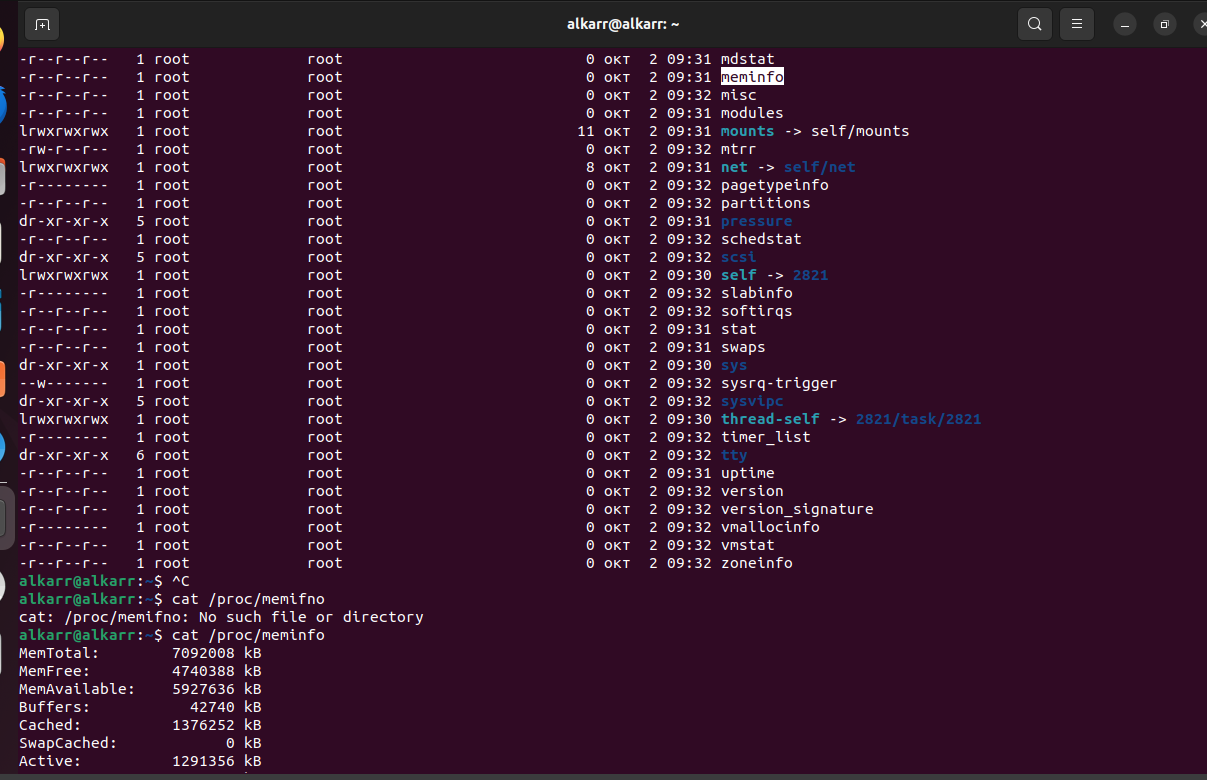 alkarr@alkarr: ~
-r--r--r--   1 root             root                           0 окт  2 09:31 mdstat
-r--r--r--   1 root             root                           0 окт  2 09:31 meminfo
-r--r--r--   1 root             root                           0 окт  2 09:32 misc
-r--r--r--   1 root             root                           0 окт  2 09:31 modules
lrwxrwxrwx   1 root             root                          11 окт  2 09:31 mounts -> self/mounts
-rw-r--r--   1 root             root                           0 окт  2 09:32 mtrr
lrwxrwxrwx   1 root             root                           8 окт  2 09:31 net -> self/net
-r--------   1 root             root                           0 окт  2 09:32 pagetypeinfo
-r--r--r--   1 root             root                           0 окт  2 09:32 partitions
dr-xr-xr-x   5 root             root                           0 окт  2 09:31 pressure
-r--r--r--   1 root             root                           0 окт  2 09:32 schedstat
dr-xr-xr-x   5 root             root                           0 окт  2 09:32 scsi
lrwxrwxrwx   1 root             root                           0 окт  2 09:30 self -> 2821
-r--------   1 root             root                           0 окт  2 09:32 slabinfo
-r--r--r--   1 root             root                           0 окт  2 09:32 softirqs
-r--r--r--   1 root             root                           0 окт  2 09:31 stat
-r--r--r--   1 root             root                           0 окт  2 09:31 swaps
dr-xr-xr-x   1 root             root                           0 окт  2 09:30 sys
--w-------   1 root             root                           0 окт  2 09:32 sysrq-trigger
dr-xr-xr-x   5 root             root                           0 окт  2 09:32 sysvipc
lrwxrwxrwx   1 root             root                           0 окт  2 09:30 thread-self -> 2821/task/2821
-r--------   1 root             root                           0 окт  2 09:32 timer_list
dr-xr-xr-x   6 root             root                           0 окт  2 09:32 tty
-r--r--r--   1 root             root                           0 окт  2 09:31 uptime
-r--r--r--   1 root             root                           0 окт  2 09:32 version
-r--r--r--   1 root             root                           0 окт  2 09:32 version_signature
-r--------   1 root             root                           0 окт  2 09:32 vmallocinfo
-r--r--r--   1 root             root                           0 окт  2 09:32 vmstat
-r--r--r--   1 root             root                           0 окт  2 09:32 zoneinfo
alkarr@alkarr:~$ ^C
alkarr@alkarr:~$ cat /proc/memifno
cat: /proc/memifno: No such file or directory
alkarr@alkarr:~$ cat /proc/meminfo
MemTotal:        7092008 kB
MemFree:         4740388 kB
MemAvailable:    5927636 kB
Buffers:           42740 kB
Cached:          1376252 kB
SwapCached:            0 kB
Active:          1291356 kB